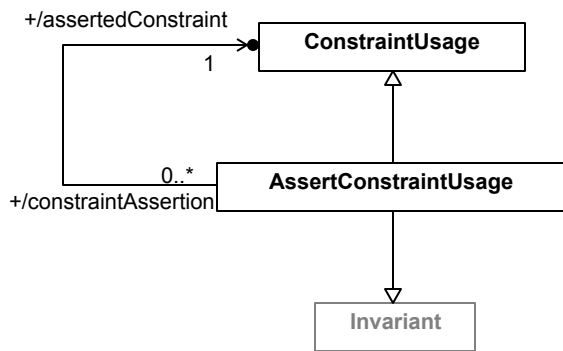 +/assertedConstraint
ConstraintUsage
1
0..*
AssertConstraintUsage
+/constraintAssertion
Invariant